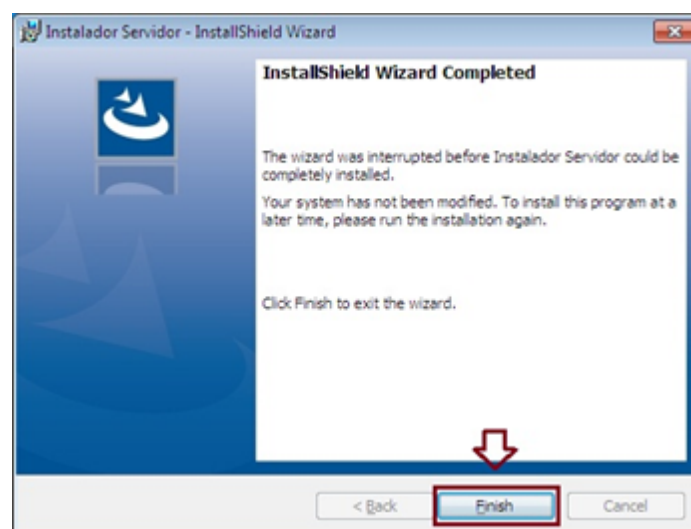 Instalador Servidor - InstallShield Wizard
InstallShield Wizard Completed
The wizard was interrupted before Instalador Servidor could be
completely installed.
Your system has not been modified. To install this program at a
later time, please run the installation again.
Click Finish to exit the wizard.
< Back
Finish
Cancel